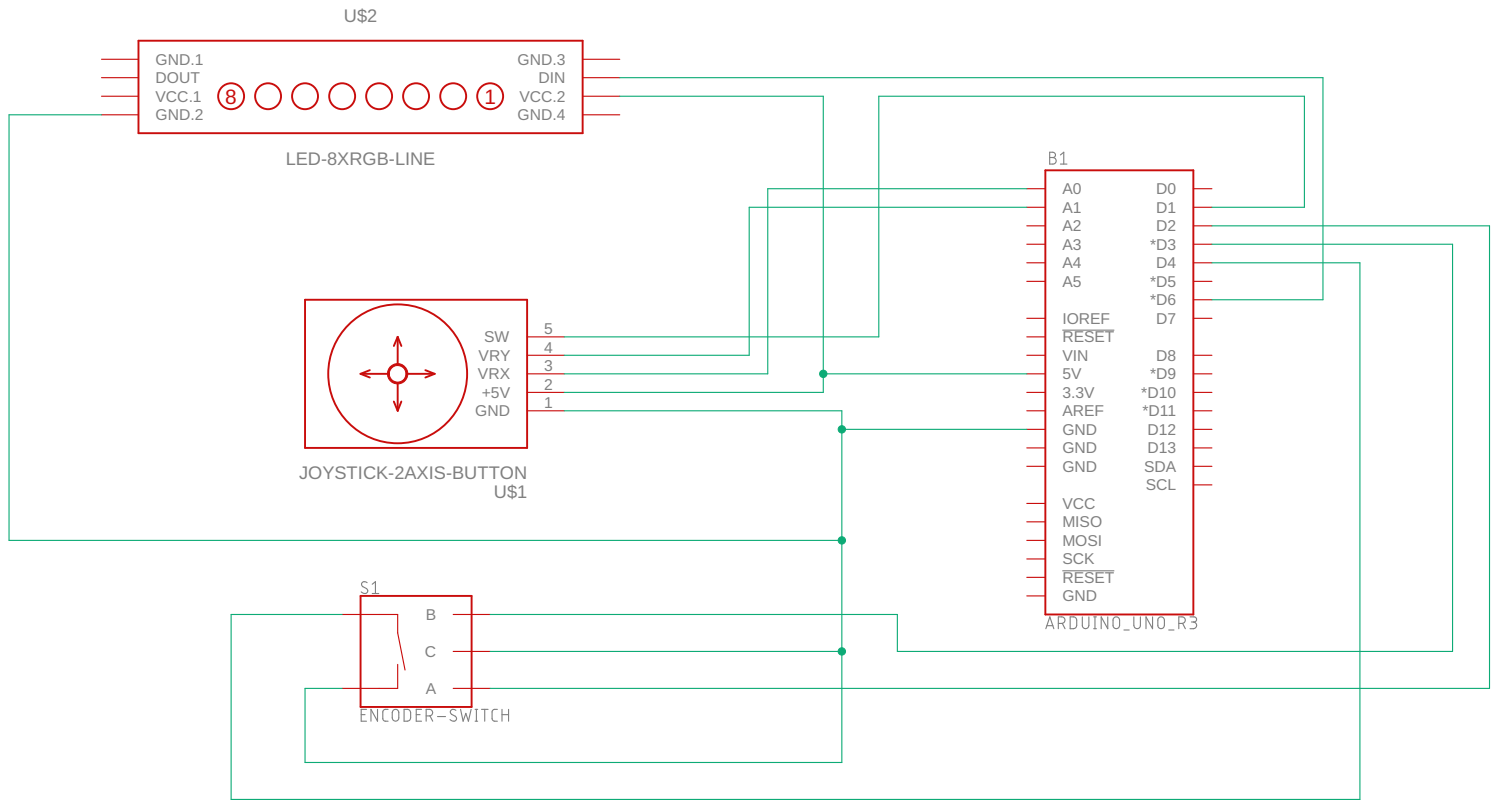 U$2
GND.1
DOUT
VCC.1
GND.2
8
1
GND.3
DIN
VCC.2
GND.4
LED-8XRGB-LINE
SW 5
VRY 4
VRX 3
+5V 2
GND 1
JOYSTICK-2AXIS-BUTTON
U$1
S1
B
C
A
ENCODER-SWITCH
B1
A0 D0
A1 D1
A2 D2
A3 *D3
A4 D4
A5 *D5
*D6
IOREF D7
RESET
VIN D8
5V *D9
3.3V *D10
AREF *D11
GND D12
GND D13
GND SDA
SCL
VCC
MISO
MOSI
SCK
RESET
GND
ARDUINO_UNO_R3